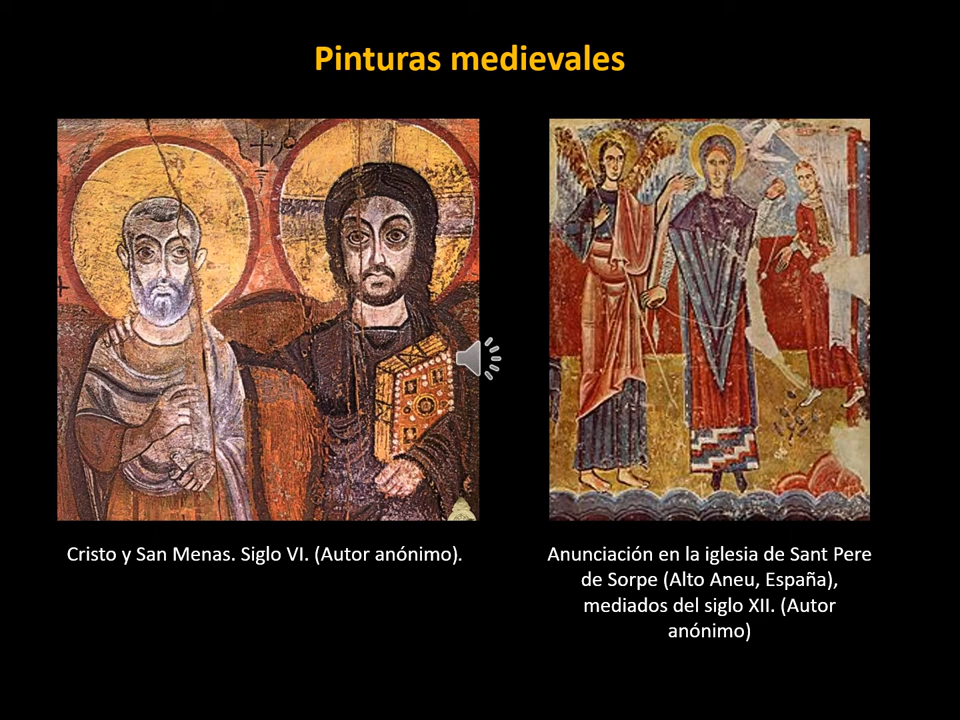 Pinturas medievales
Cristo y San Menas. Siglo VI. (Autor anónimo).
Anunciación en la iglesia de Sant Pere
de Sorpe (Alto Aneu, España),
mediados del siglo XII. (Autor
anónimo)